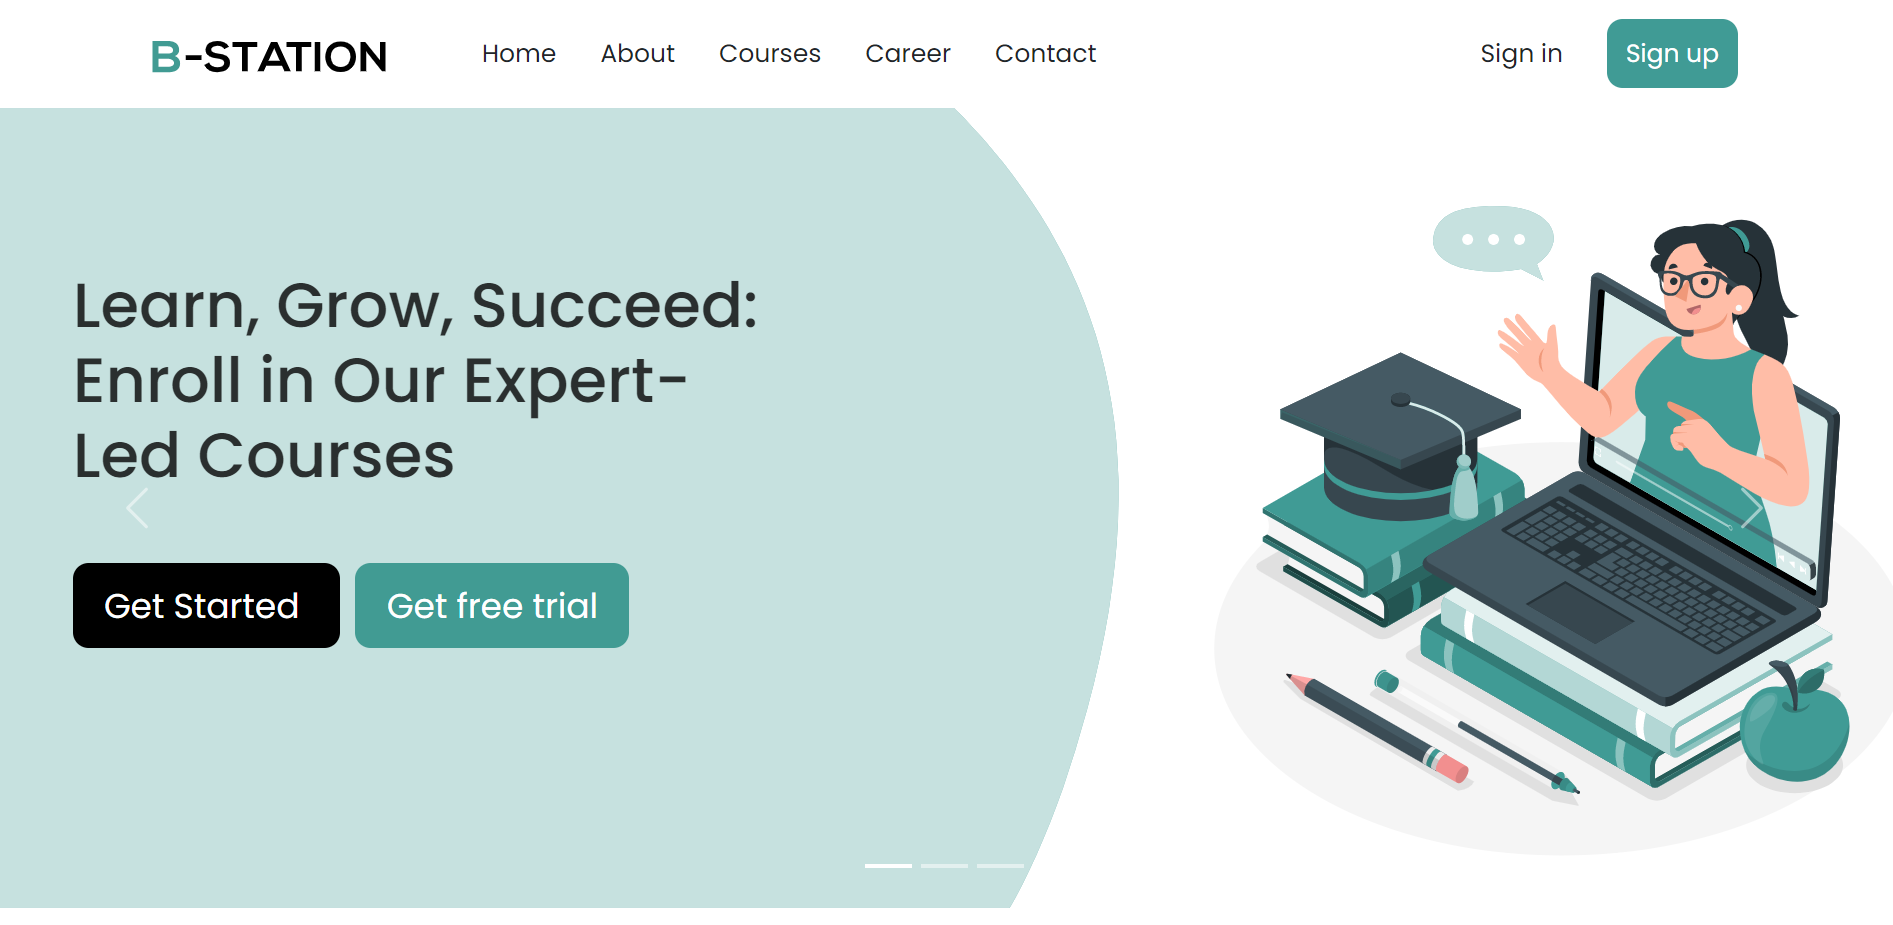 B-STATION
Home About Courses Career Contact
Sign in Sign up
Learn, Grow, Succeed:
Enroll in Our Expert-
Led Courses
Get Started Get free trial